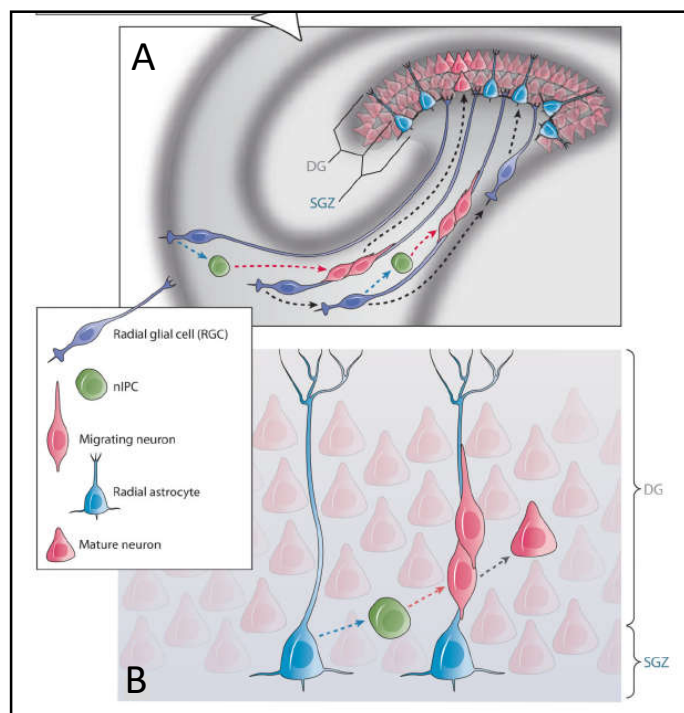 A
DG
SGZ
Radial glial cell (RGC)
nIPC
Migrating neuron
Radial astrocyte
Mature neuron
DG
SGZ
B